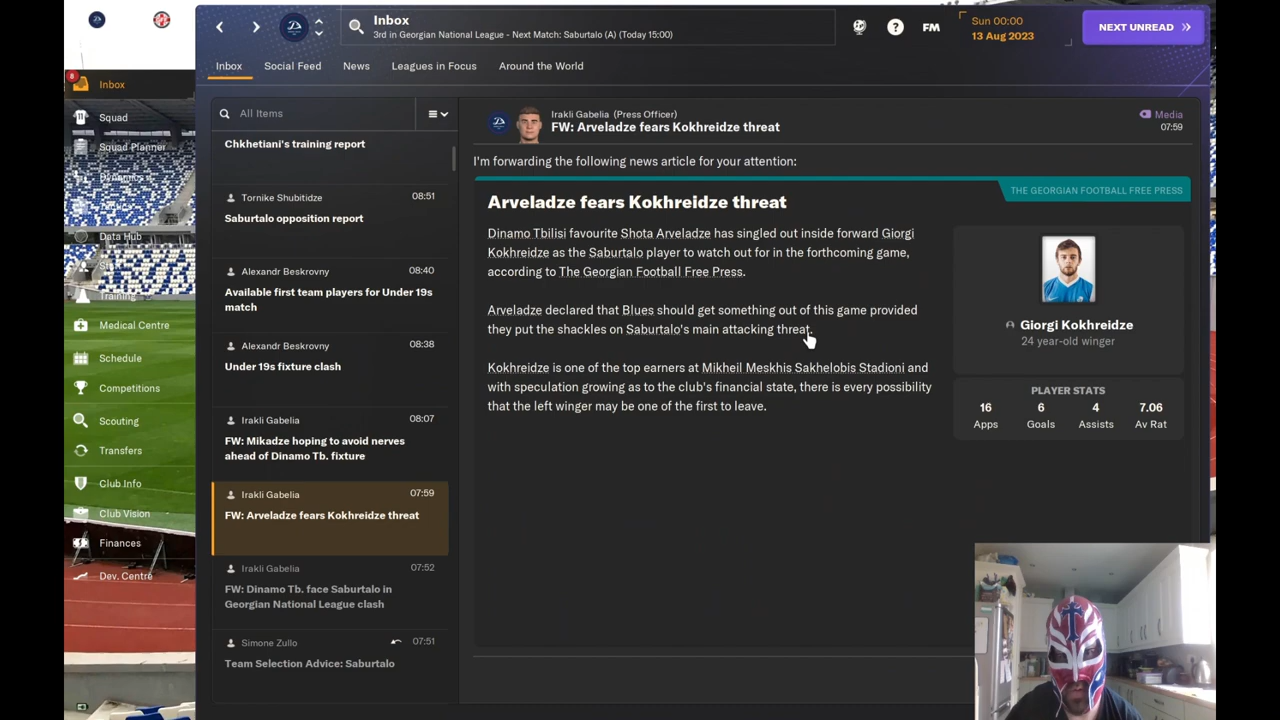 Inbox
3rd in Georgian National League - Next Match: Saburtalo (A) (Today 15:00)
?
FM
Sun 00:00
13 Aug 2023
NEXT UNREAD
Inbox
Social Feed
News
Leagues in Focus
Around the World
8
Inbox
Squad
Squad Planner
Dynamics
Data Hub
Training
Medical Centre
Schedule
Competitions
Scouting
Transfers
Club Info
Club Vision
Finances
Dev. Centre
All Items
Chkhetiani's training report
Tornike Shubitidze
08:51
Saburtalo opposition report
Alexandr Beskrovny
08:40
Available first team players for Under 19s
match
Alexandr Beskrovny
08:38
Under 19s fixture clash
Irakli Gabelia
08:07
FW: Mikadze hoping to avoid nerves
ahead of Dinamo Tb. fixture
Irakli Gabelia
07:59
FW: Arveladze fears Kokhreidze threat
Irakli Gabelia
07:52
FW: Dinamo Tb. face Saburtalo in
Georgian National League clash
Simone Zullo
07:51
Team Selection Advice: Saburtalo
Irakli Gabelia (Press Officer)
FW: Arveladze fears Kokhreidze threat
Media
07:59
I'm forwarding the following news article for your attention:
THE GEORGIAN FOOTBALL FREE PRESS
Arveladze fears Kokhreidze threat
Dinamo Tbilisi favourite Shota Arveladze has singled out inside forward Giorgi
Kokhreidze as the Saburtalo player to watch out for in the forthcoming game,
according to The Georgian Football Free Press.
Arveladze declared that Blues should get something out of this game provided
they put the shackles on Saburtalo's main attacking threat.
Kokhreidze is one of the top earners at Mikheil Meskhis Sakhelobis Stadioni and
with speculation growing as to the club's financial state, there is every possibility
that the left winger may be one of the first to leave.
Giorgi Kokhreidze
24 year-old winger
PLAYER STATS
16
6
4
7.06
Apps
Goals
Assists
Av Rat